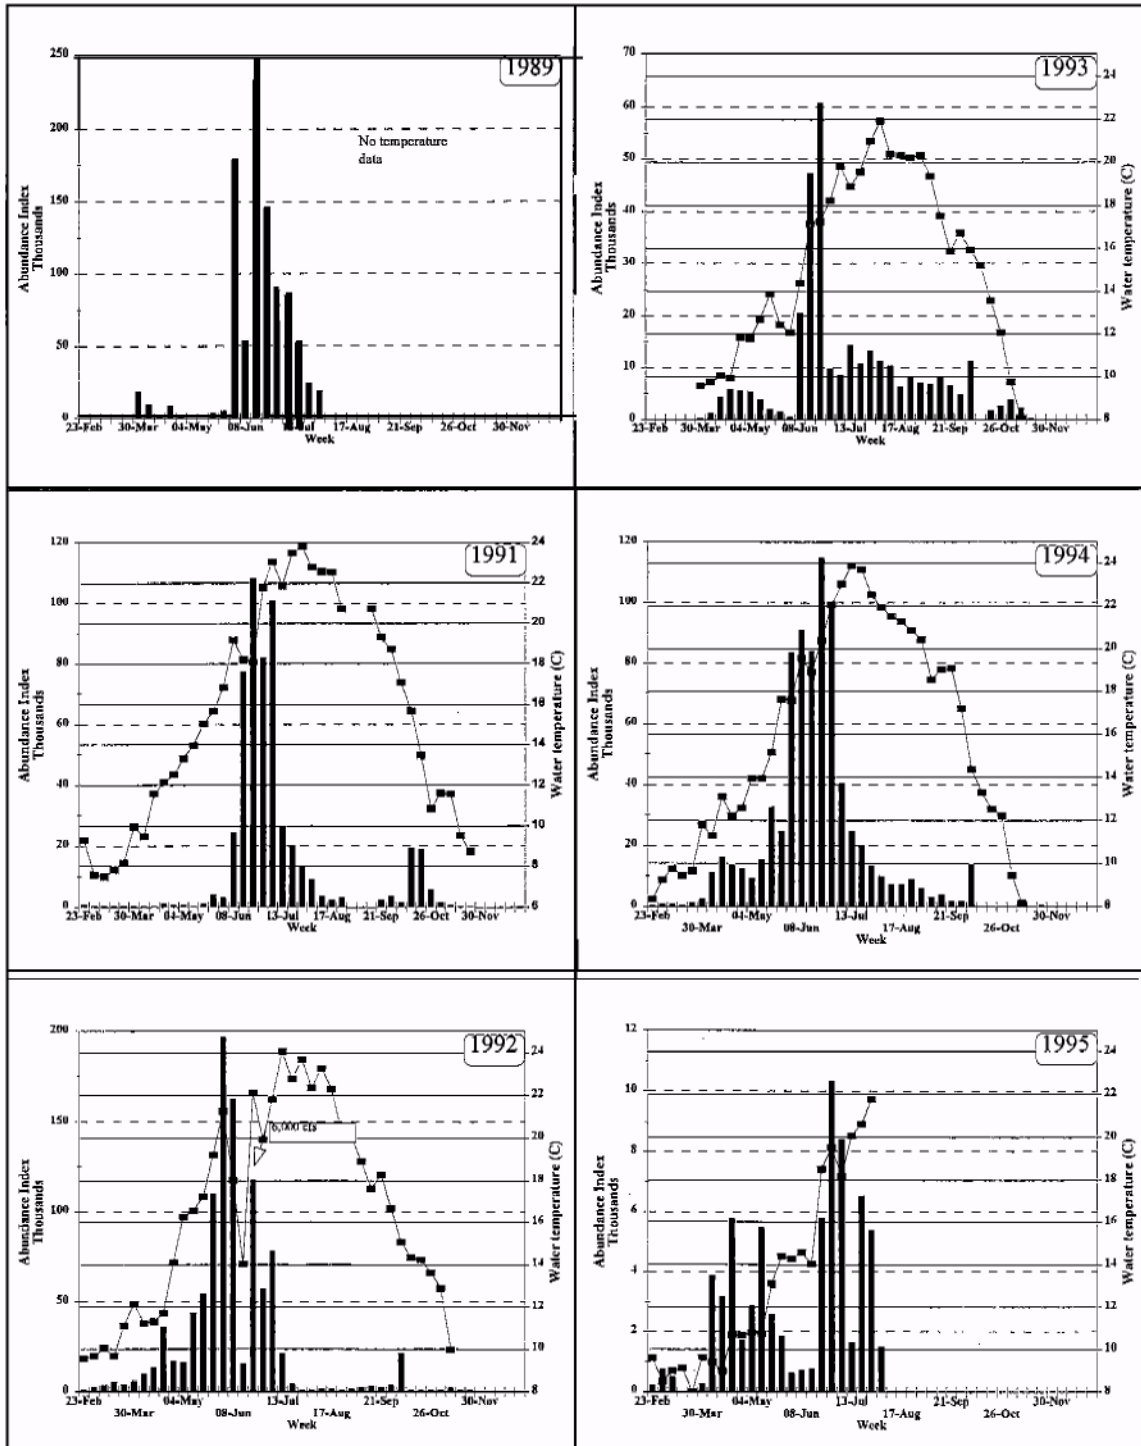 1989
250
200
150
100
50
0
Abundance Index
Thousands
No temperature
data
23-Feb 30-Mar 04-May 08-Jun 17-Aug 21-Sep 26-Oct 30-Nov
Week
1993
70
60
50
40
30
20
10
0
Abundance Index
Thousands
24
22
20
18
16
14
12
10
8
Water temperature (C)
23-Feb 30-Mar 04-May 08-Jun 13-Jul 17-Aug 21-Sep 26-Oct 30-Nov
Week
1991
120
100
80
60
40
20
0
Abundance Index
Thousands
24
22
20
18
16
14
12
10
8
6
Water temperature (C)
23-Feb 30-Mar 04-May 08-Jun 13-Jul 17-Aug 21-Sep 26-Oct 30-Nov
Week
1994
120
100
80
60
40
20
0
Abundance Index
Thousands
24
22
20
18
16
14
12
10
8
Water temperature (C)
23-Feb 04-May 13-Jul 21-Sep 30-Nov
30-Mar 08-Jun 17-Aug 26-Oct
Week
1992
200
150
100
50
0
Abundance Index
Thousands
6,000 cfs
24
22
20
18
16
14
12
10
8
Water temperature (C)
23-Feb 04-May 13-Jul 21-Sep 30-Nov
30-Mar 08-Jun 17-Aug 26-Oct
Week
1995
12
10
8
6
4
2
0
Abundance Index
Thousands
24
22
20
18
16
14
12
10
8
Water temperature (C)
23-Feb 04-May 13-Jul 21-Sep 30-Nov
30-Mar 08-Jun 17-Aug 26-Oct
Week